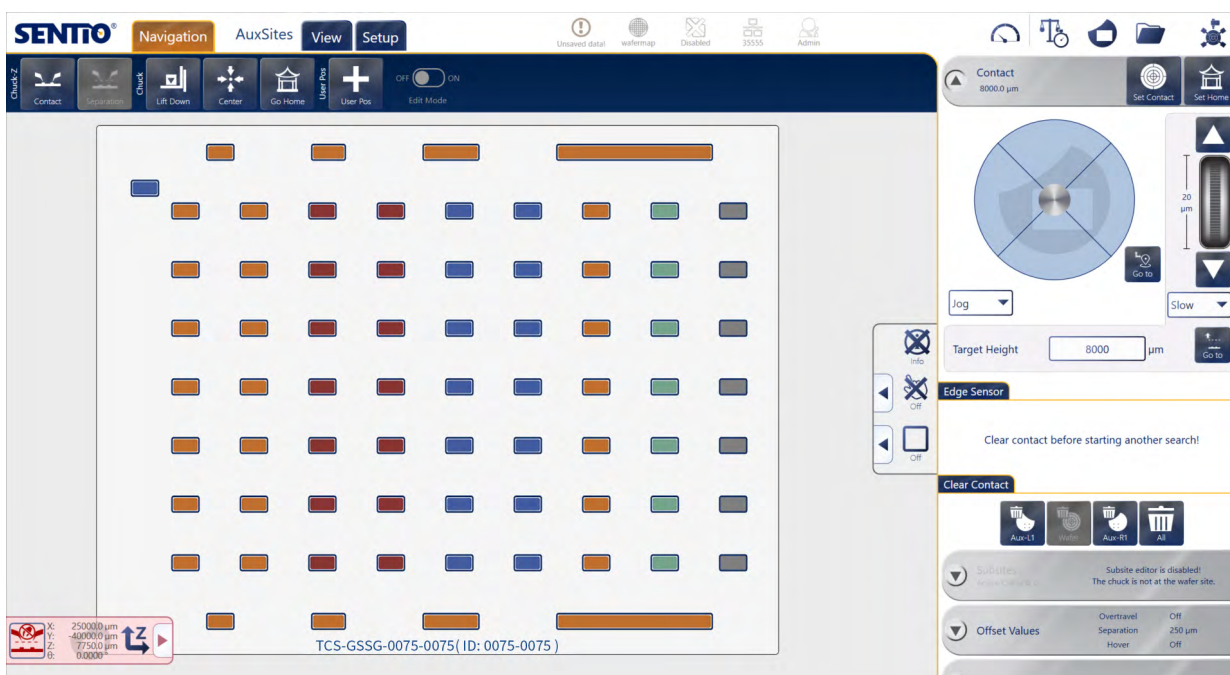 SENTIO®
Navigation
AuxSites
View
Setup
Unsaved data!
wafermap
Disabled
35555
Admin
Chuck-Z
Contact
Separation
Chuck
Lift Down
Center
Go Home
User Pos
User Pos
OFF
ON
Edit Mode
Contact
8000.0 µm
Set Contact
Set Home
20
µm
Go to
Jog
Slow
Target Height
8000
µm
Go to
Info
Off
Off
Edge Sensor
Clear contact before starting another search!
Clear Contact
Aux-L1
Wafer
Aux-R1
All
Subsites
Subsite editor is disabled!
The chuck is not at the wafer site.
Offset Values
Overtravel Off
Separation 250 µm
Hover Off
X: 25000.0 µm
Y: -40000.0 µm
Z: 7750.0 µm
θ: 0.0000°
Z
TCS-GSSG-0075-0075( ID: 0075-0075 )